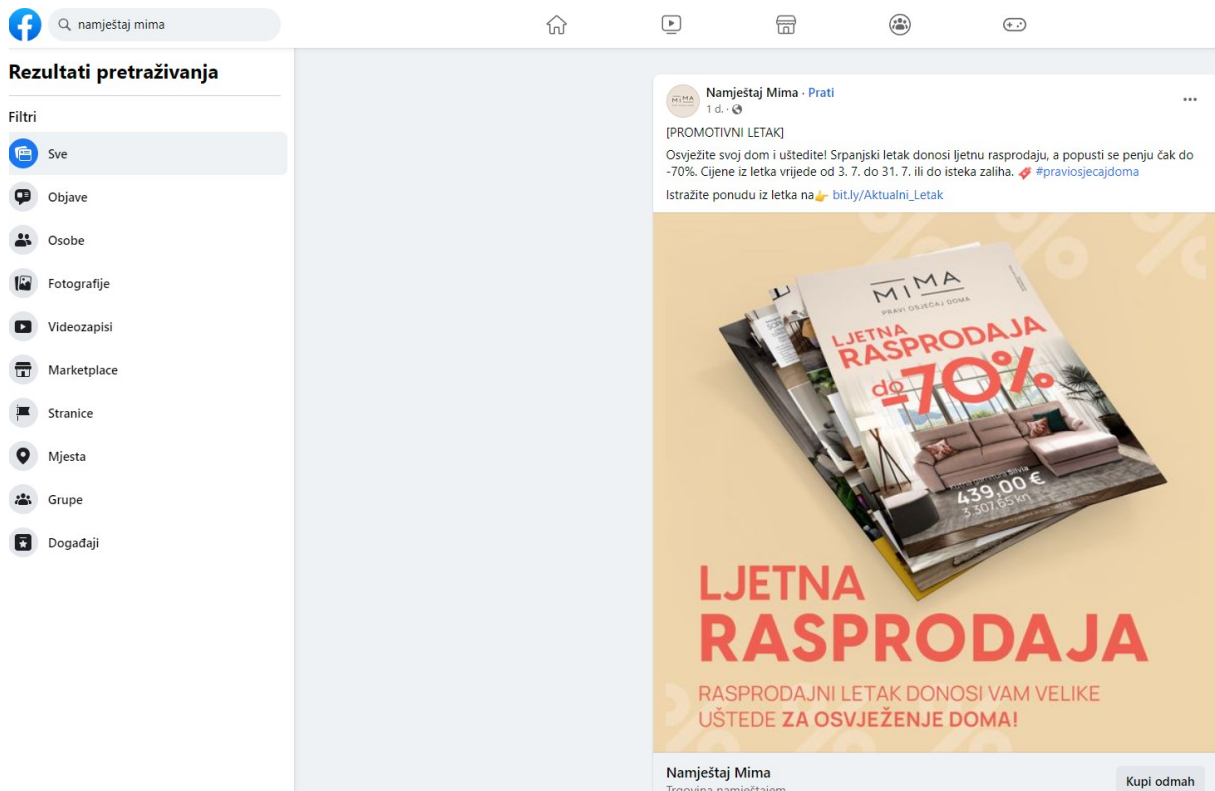 namještaj mima
Rezultati pretraživanja
Filtri
Sve
Objave
Osobe
Fotografije
Videozapisi
Marketplace
Stranice
Mjesta
Grupe
Događaji
Namještaj Mima · Prati
1 d. ·
[PROMOTIVNI LETAK]
Osvježite svoj dom i uštedite! Srpanjski letak donosi ljetnu rasprodaju, a popusti se penju čak do
-70%. Cijene iz letka vrijede od 3. 7. do 31. 7. ili do isteka zaliha. #praviosjecajdoma
Istražite ponudu iz letka na bit.ly/Aktualni_Letak
MIMA
PRAVI OSJEĆAJ DOMA
LJETNA
RASPRODAJA
do 70%
Silvia
439,00 €
3.307,65 kn
LJETNA
RASPRODAJA
RASPRODAJNI LETAK DONOSI VAM VELIKE
UŠTEDE ZA OSVJEŽENJE DOMA!
Namještaj Mima
Trgovina namještajem
Kupi odmah